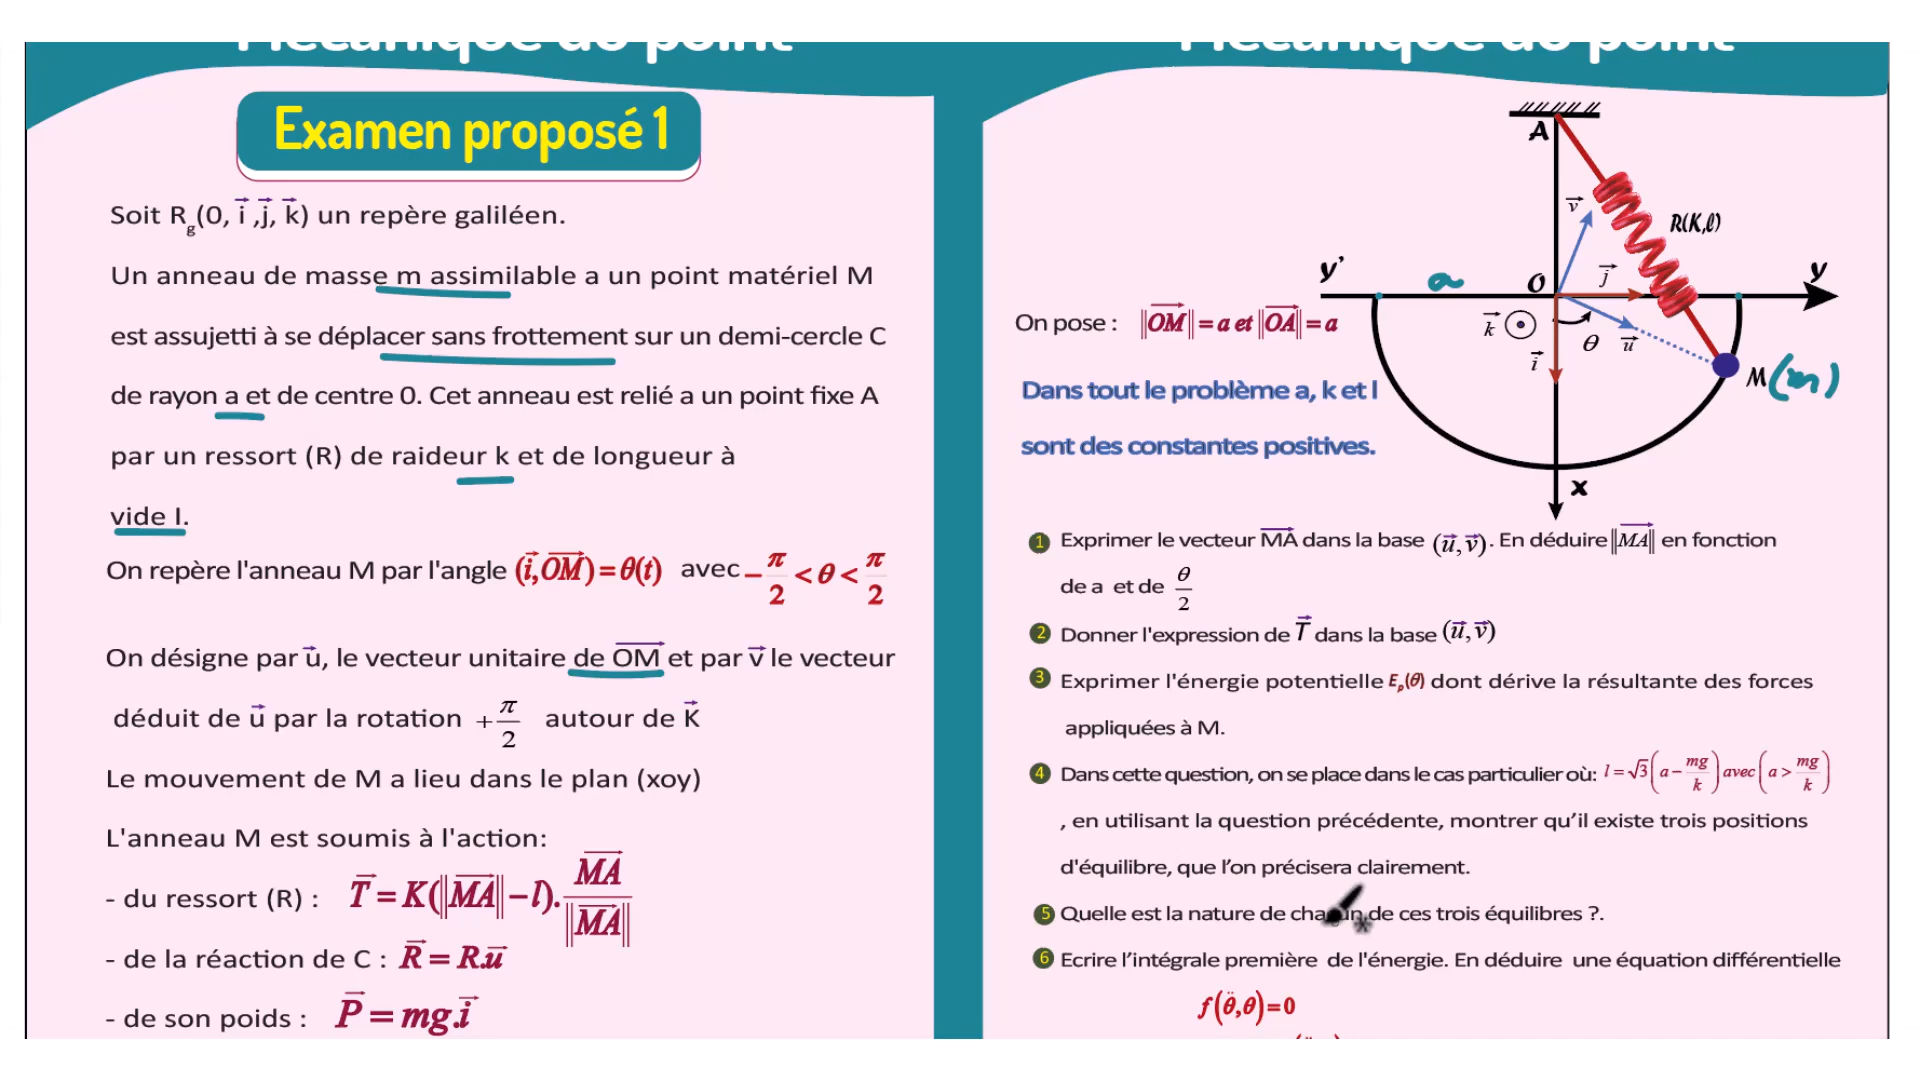 Mécanique du point
Examen proposé 1
Soit R_g(0, i⃗ ,j⃗, k⃗) un repère galiléen.
Un anneau de masse m assimilable a un point matériel M
est assujetti à se déplacer sans frottement sur un demi-cercle C
de rayon a et de centre 0. Cet anneau est relié a un point fixe A
par un ressort (R) de raideur k et de longueur à
vide l.
On repère l'anneau M par l'angle (i⃗,OM⃗) = θ(t) avec −π/2 < θ < π/2
On désigne par u⃗, le vecteur unitaire de OM⃗ et par v⃗ le vecteur
déduit de u⃗ par la rotation +π/2 autour de K⃗
Le mouvement de M a lieu dans le plan (xoy)
L'anneau M est soumis à l'action:
- du ressort (R) : T⃗ = K(||MA⃗|| − l).MA⃗/||MA⃗||
- de la réaction de C : R⃗ = R.u⃗
- de son poids : P⃗ = mg.i⃗
Mécanique du point
A
v⃗
R(K,l)
y'
a
O
j⃗
y
On pose : ||OM⃗|| = a et ||OA⃗|| = a
k⃗
θ
u⃗
i⃗
M (m)
Dans tout le problème a, k et l
sont des constantes positives.
x
1 Exprimer le vecteur MA⃗ dans la base (u⃗,v⃗). En déduire ||MA⃗|| en fonction
de a et de θ/2
2 Donner l'expression de T⃗ dans la base (u⃗,v⃗)
3 Exprimer l'énergie potentielle E_p(θ) dont dérive la résultante des forces
appliquées à M.
4 Dans cette question, on se place dans le cas particulier où: l = √3(a − mg/k) avec (a > mg/k)
, en utilisant la question précédente, montrer qu'il existe trois positions
d'équilibre, que l'on précisera clairement.
5 Quelle est la nature de chacun de ces trois équilibres ?.
6 Ecrire l'intégrale première de l'énergie. En déduire une équation différentielle
f(θ̈,θ)=0